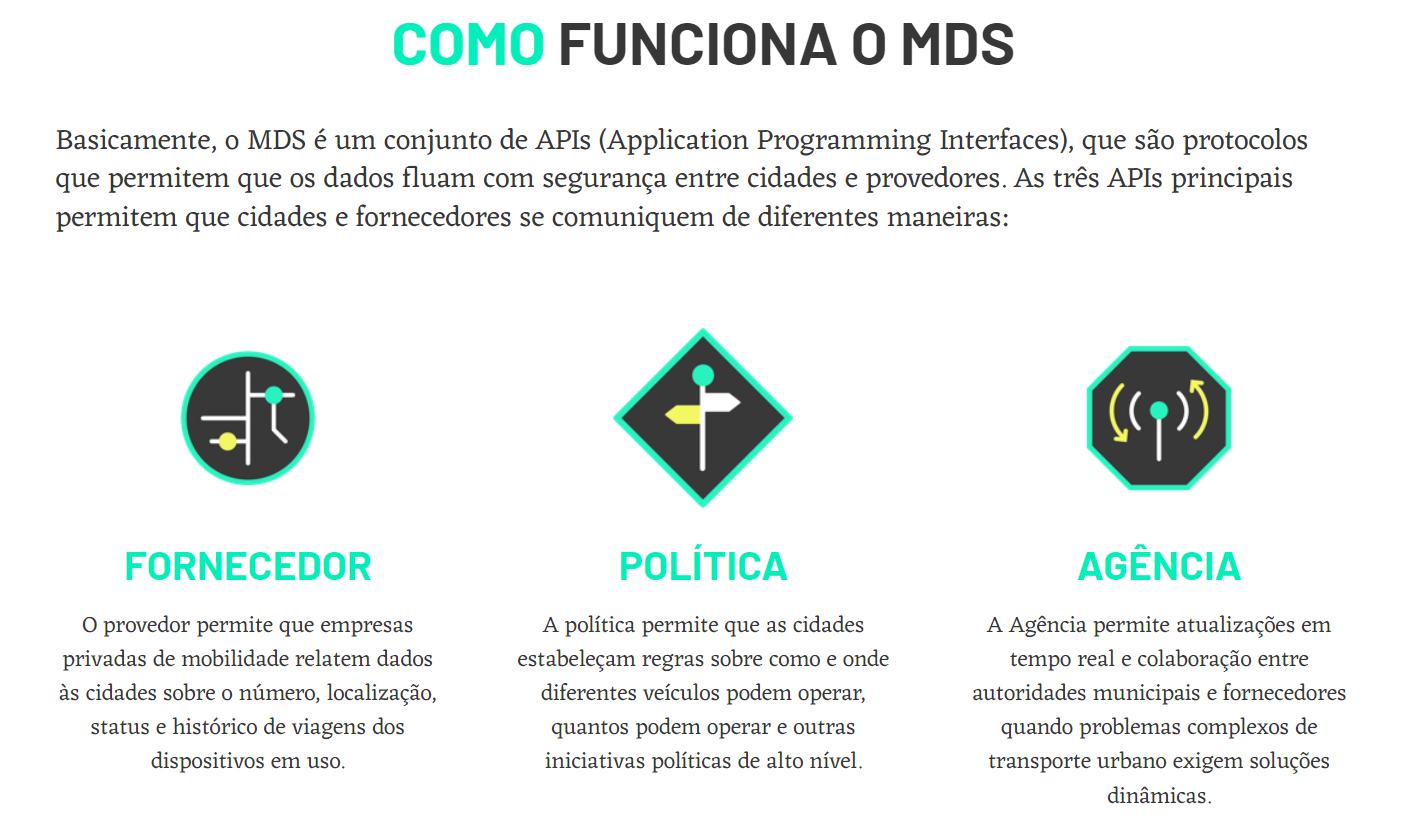 COMO FUNCIONA O MDS
Basicamente, o MDS é um conjunto de APIs (Application Programming Interfaces), que são protocolos
que permitem que os dados fluam com segurança entre cidades e provedores. As três APIs principais
permitem que cidades e fornecedores se comuniquem de diferentes maneiras:
FORNECEDOR
O provedor permite que empresas
privadas de mobilidade relatem dados
às cidades sobre o número, localização,
status e histórico de viagens dos
dispositivos em uso.
POLÍTICA
A política permite que as cidades
estabeleçam regras sobre como e onde
diferentes veículos podem operar,
quantos podem operar e outras
iniciativas políticas de alto nível.
AGÊNCIA
A Agência permite atualizações em
tempo real e colaboração entre
autoridades municipais e fornecedores
quando problemas complexos de
transporte urbano exigem soluções
dinâmicas.